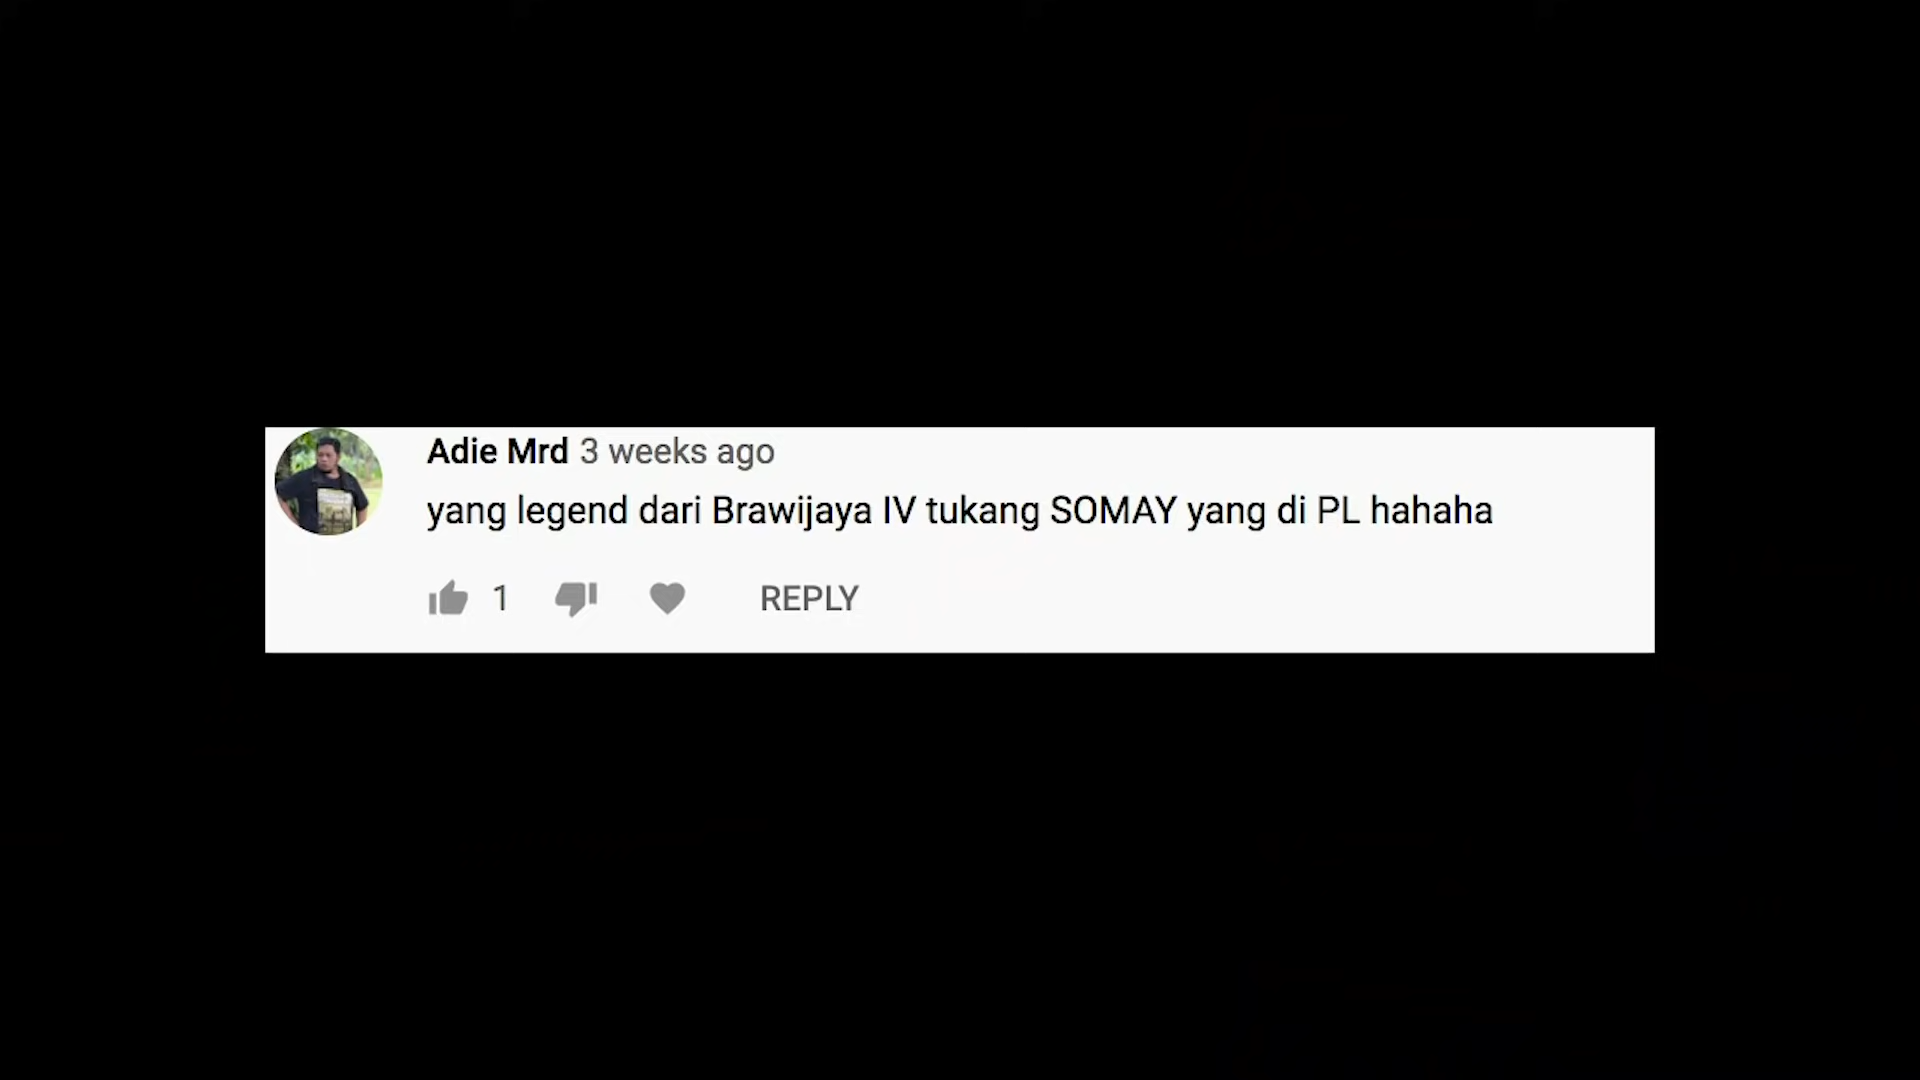 Adie Mrd 3 weeks ago
yang legend dari Brawijaya IV tukang SOMAY yang di PL hahaha
1 REPLY